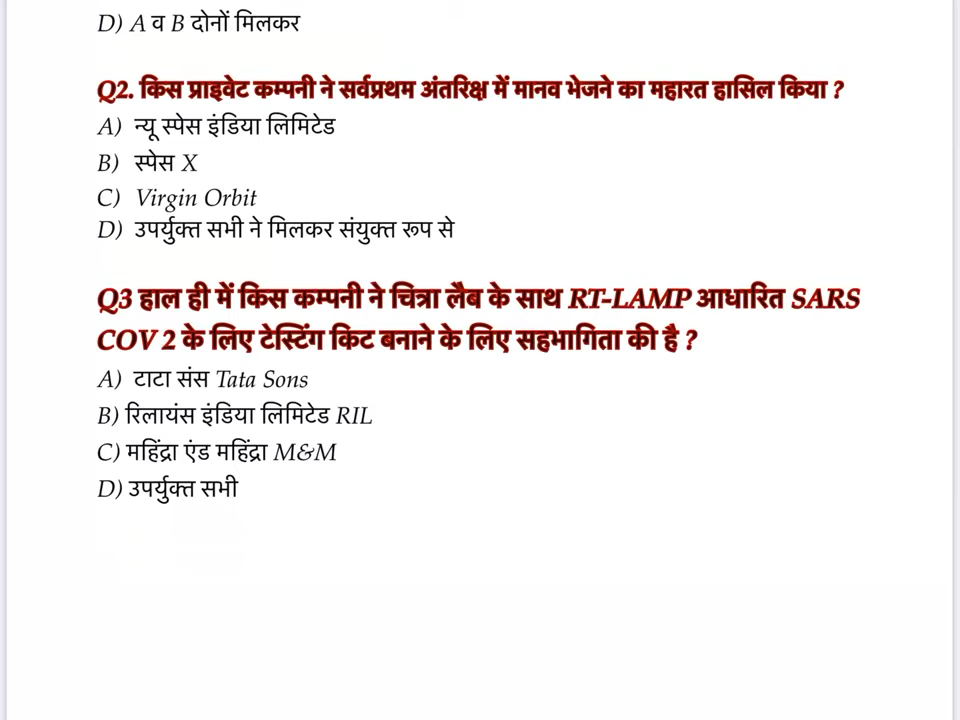 D) A व B दोनों मिलकर
Q2. किस प्राइवेट कम्पनी ने सर्वप्रथम अंतरिक्ष में मानव भेजने का महारत हासिल किया ?
A) न्यू स्पेस इंडिया लिमिटेड
B) स्पेस X
C) Virgin Orbit
D) उपर्युक्त सभी ने मिलकर संयुक्त रूप से
Q3 हाल ही में किस कम्पनी ने चित्रा लैब के साथ RT-LAMP आधारित SARS
COV 2 के लिए टेस्टिंग किट बनाने के लिए सहभागिता की है ?
A) टाटा संस Tata Sons
B) रिलायंस इंडिया लिमिटेड RIL
C) महिंद्रा एंड महिंद्रा M&M
D) उपर्युक्त सभी